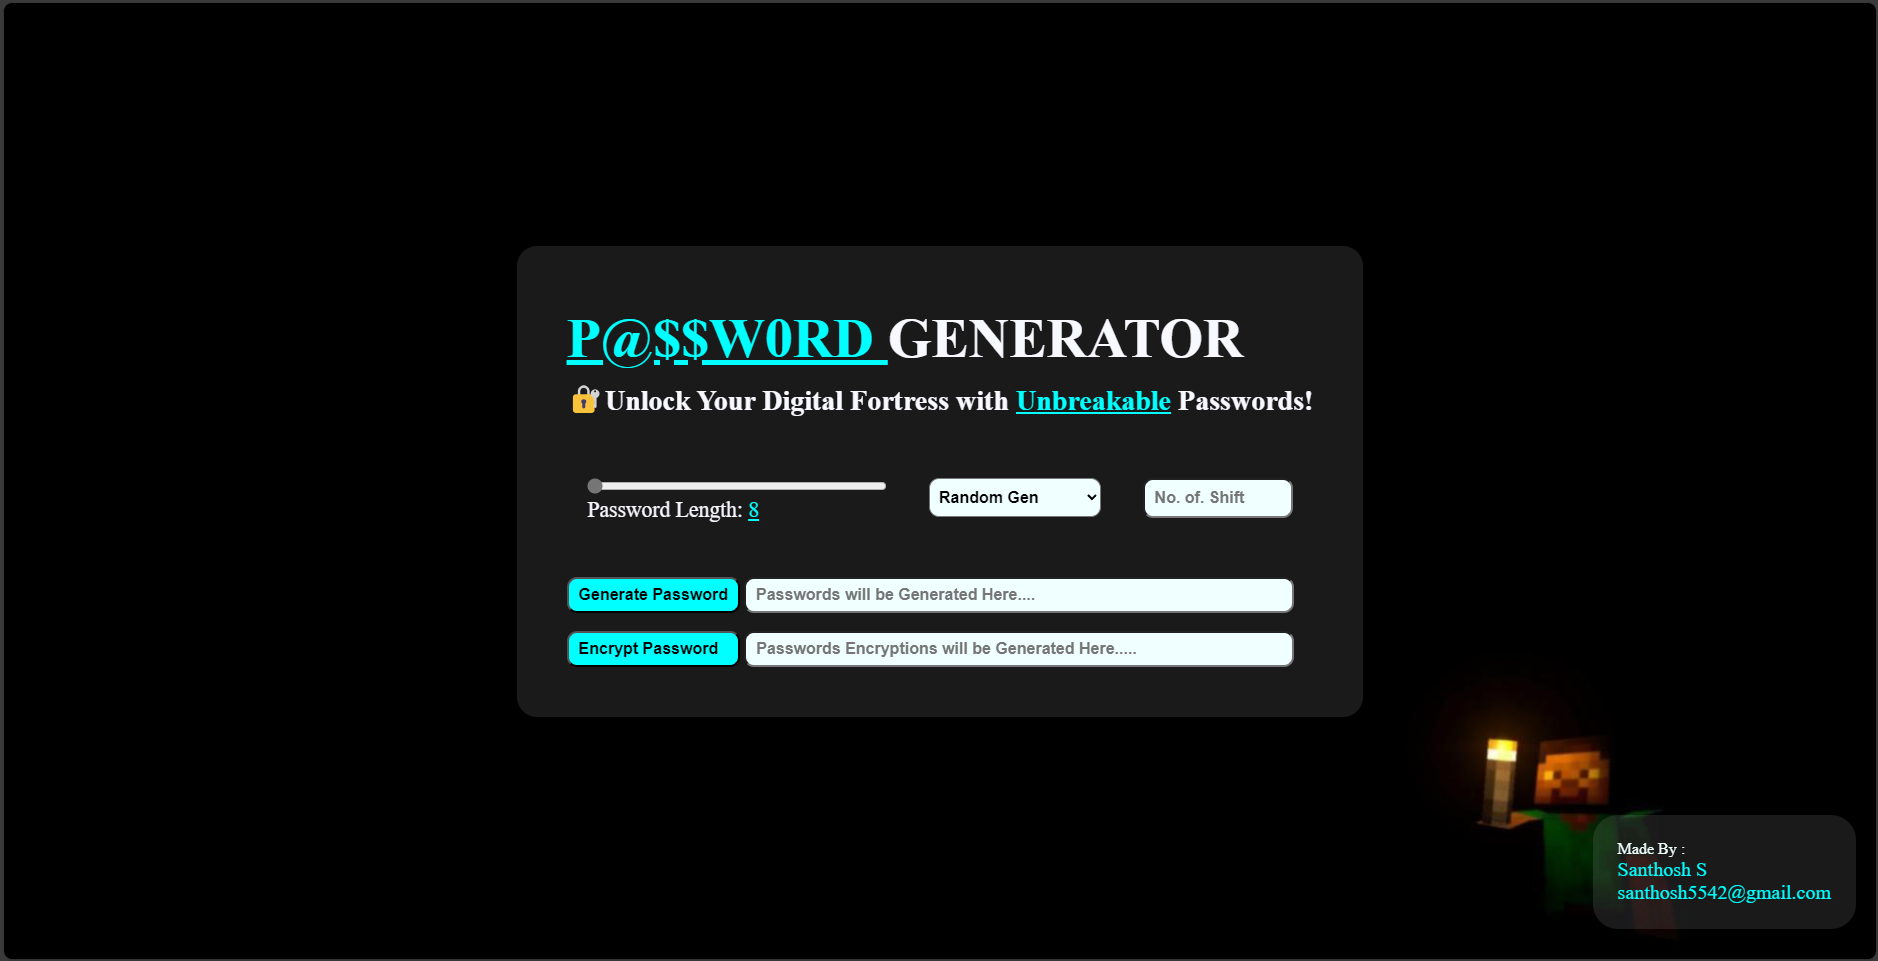 P@$$W0RD GENERATOR
🔐 Unlock Your Digital Fortress with Unbreakable Passwords!
Random Gen
No. of. Shift
Password Length: 8
Generate Password
Passwords will be Generated Here....
Encrypt Password
Passwords Encryptions will be Generated Here.....
Made By :
Santhosh S
santhosh5542@gmail.com